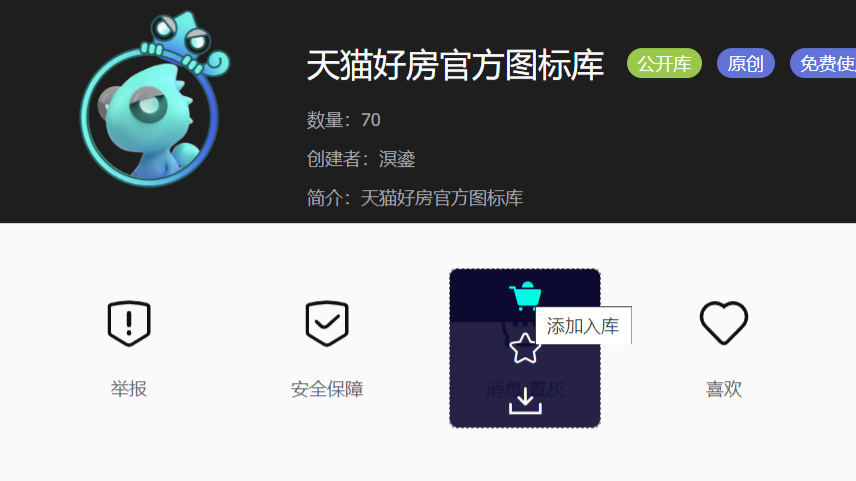 天猫好房官方图标库 公开库 原创 免费使
数量：70
创建者：溟鎏
简介：天猫好房官方图标库
添加入库
举报 安全保障 消息 置灰 喜欢